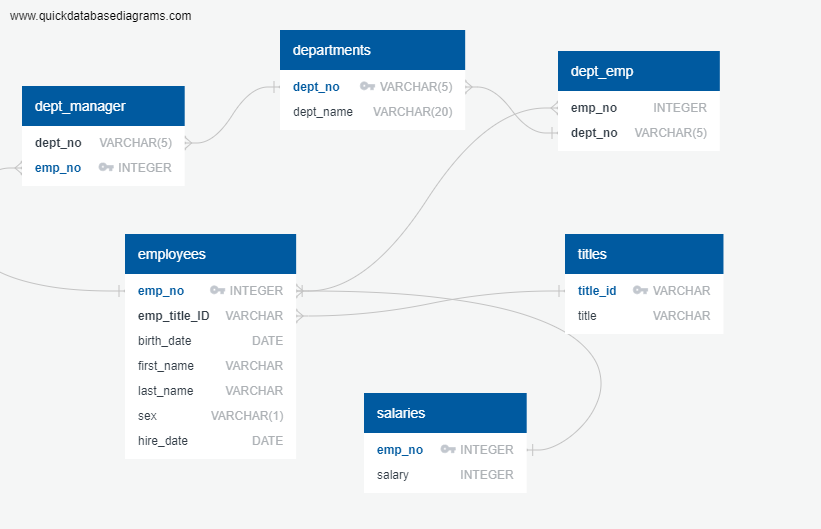 www.quickdatabasediagrams.com
departments
dept_no VARCHAR(5)
dept_name VARCHAR(20)
dept_emp
emp_no INTEGER
dept_no VARCHAR(5)
dept_manager
dept_no VARCHAR(5)
emp_no INTEGER
employees
emp_no INTEGER
emp_title_ID VARCHAR
birth_date DATE
first_name VARCHAR
last_name VARCHAR
sex VARCHAR(1)
hire_date DATE
titles
title_id VARCHAR
title VARCHAR
salaries
emp_no INTEGER
salary INTEGER